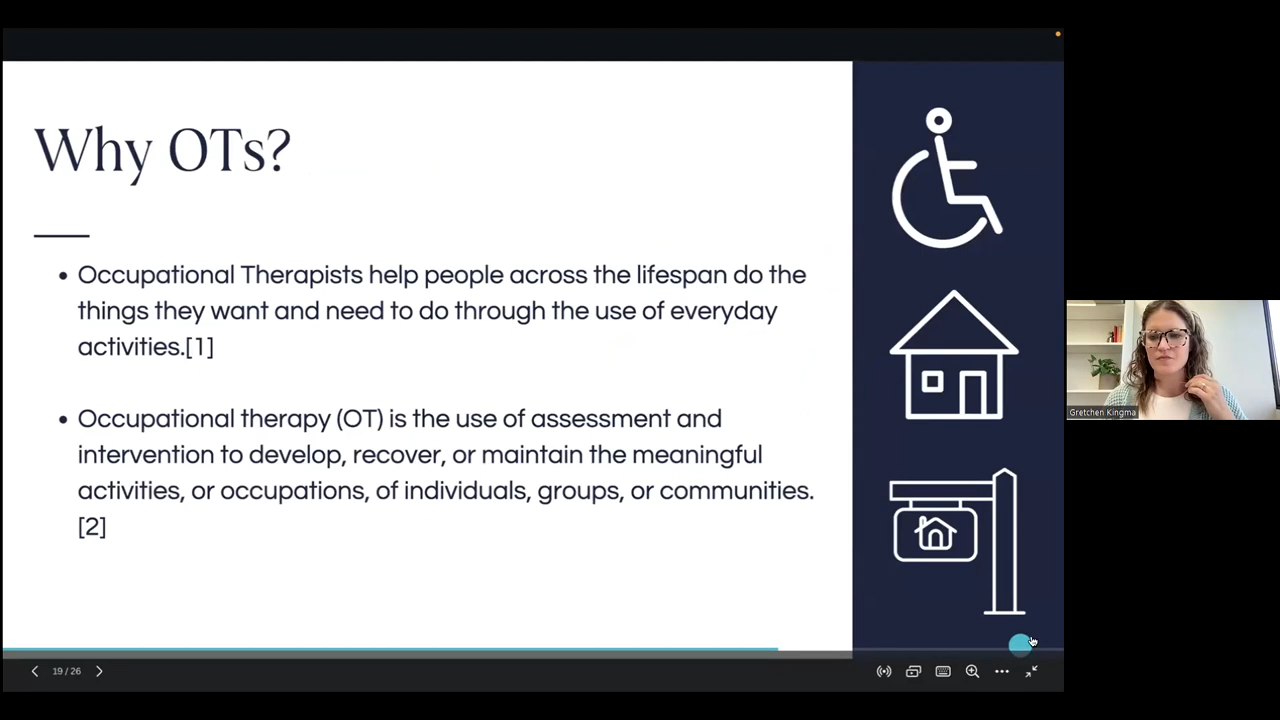 Why OTs?
• Occupational Therapists help people across the lifespan do the
things they want and need to do through the use of everyday
activities.[1]
• Occupational therapy (OT) is the use of assessment and
intervention to develop, recover, or maintain the meaningful
activities, or occupations, of individuals, groups, or communities.
[2]
19 / 26
Gretchen Kingma